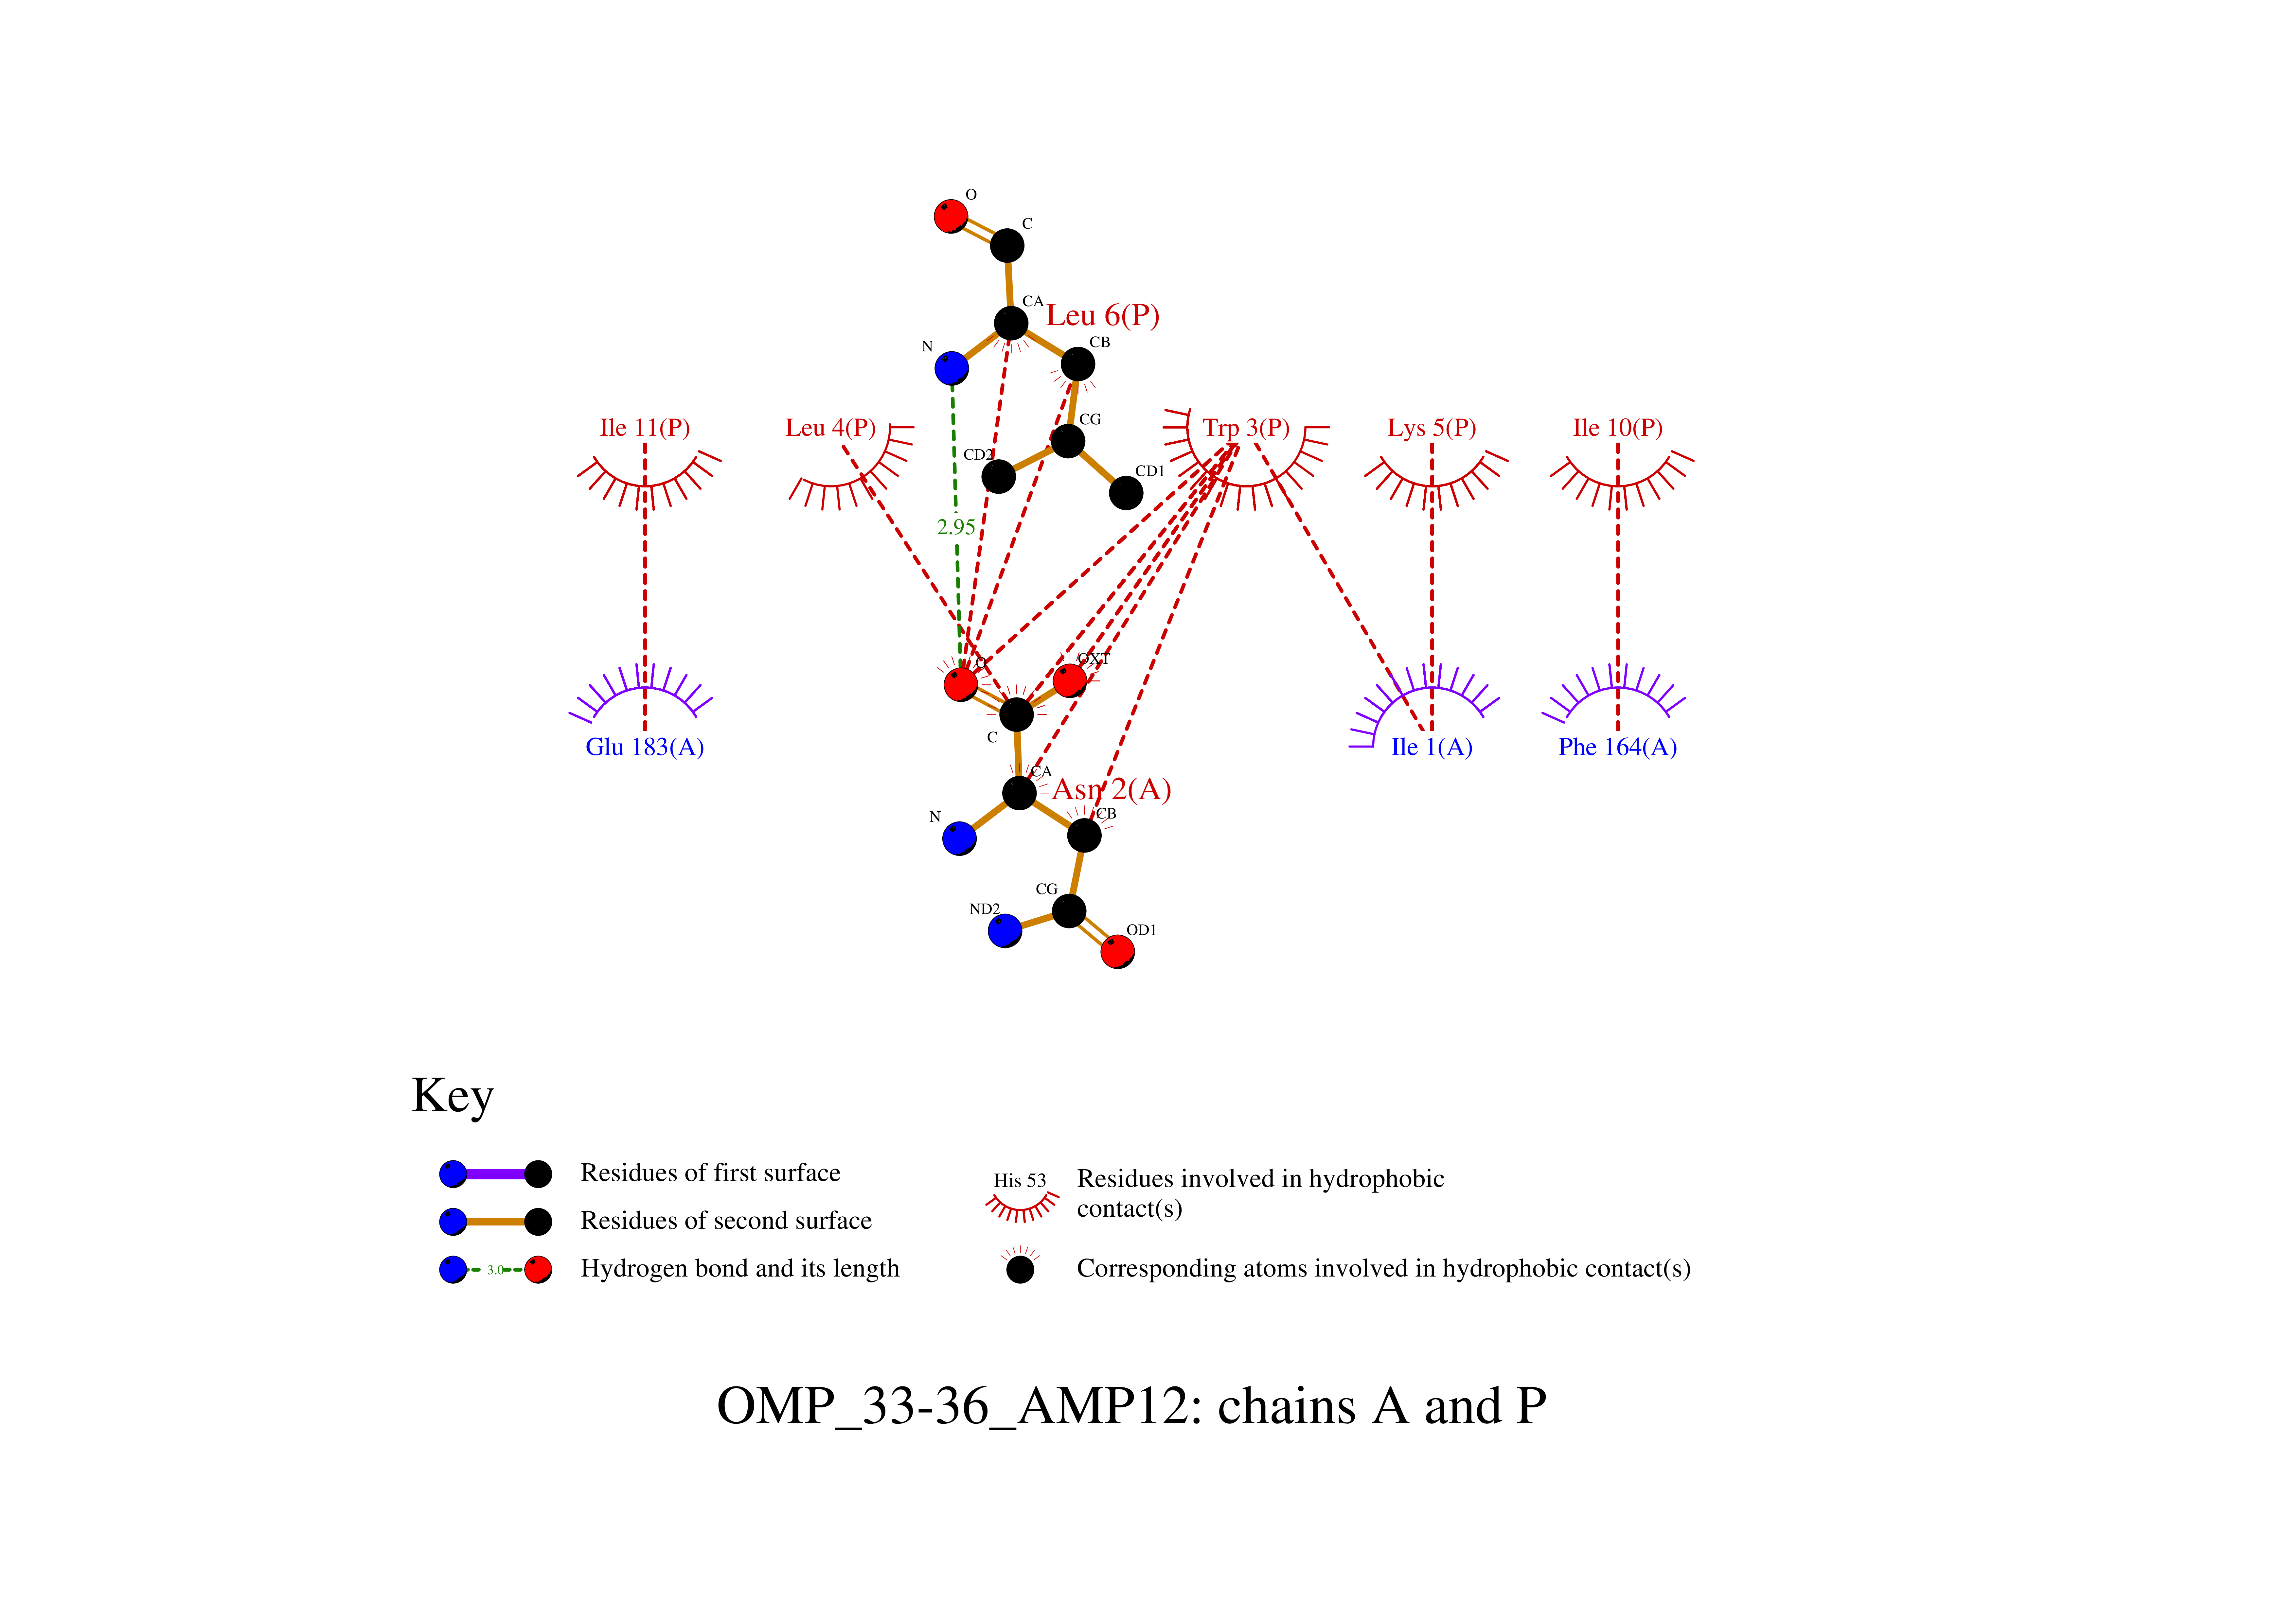 O
C
CA
Leu 6(P)
N
CB
Ile 11(P)
Leu 4(P)
CG
Trp 3(P)
Lys 5(P)
Ile 10(P)
CD2
CD1
2.95
O
OXT
C
Glu 183(A)
Ile 1(A)
Phe 164(A)
CA
Asn 2(A)
N
CB
CG
ND2
OD1
Key
Residues of first surface
Residues of second surface
3.0
Hydrogen bond and its length
His 53
Residues involved in hydrophobic
contact(s)
Corresponding atoms involved in hydrophobic contact(s)
OMP_33-36_AMP12: chains A and P